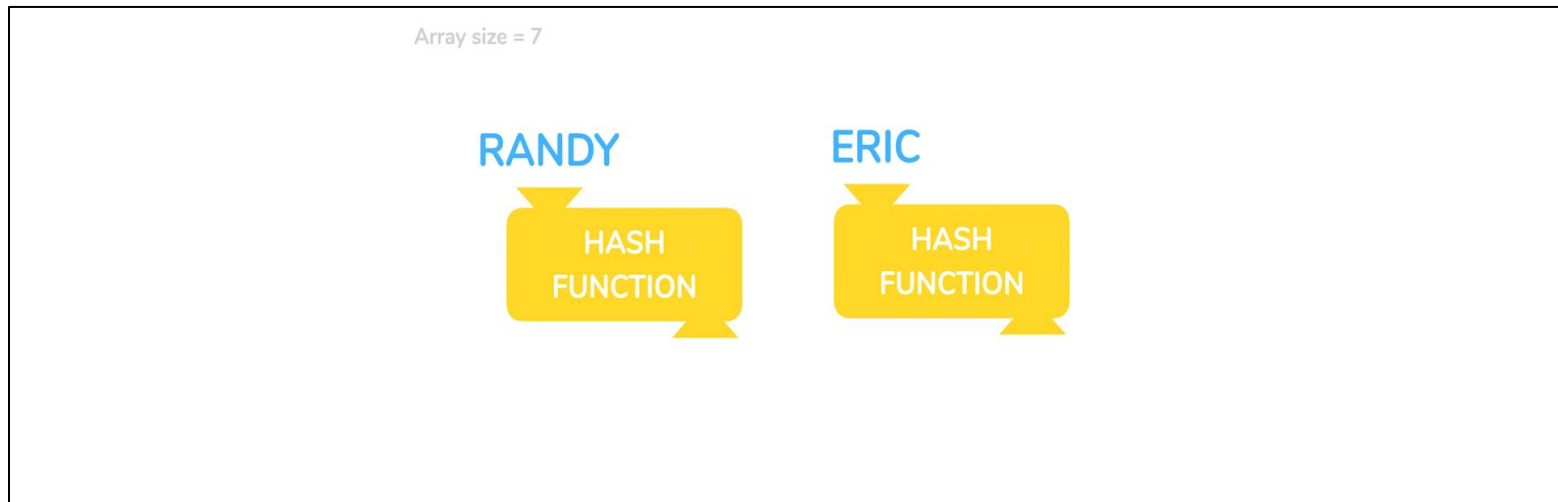 Array size = 7
RANDY
ERIC
HASH
FUNCTION
HASH
FUNCTION